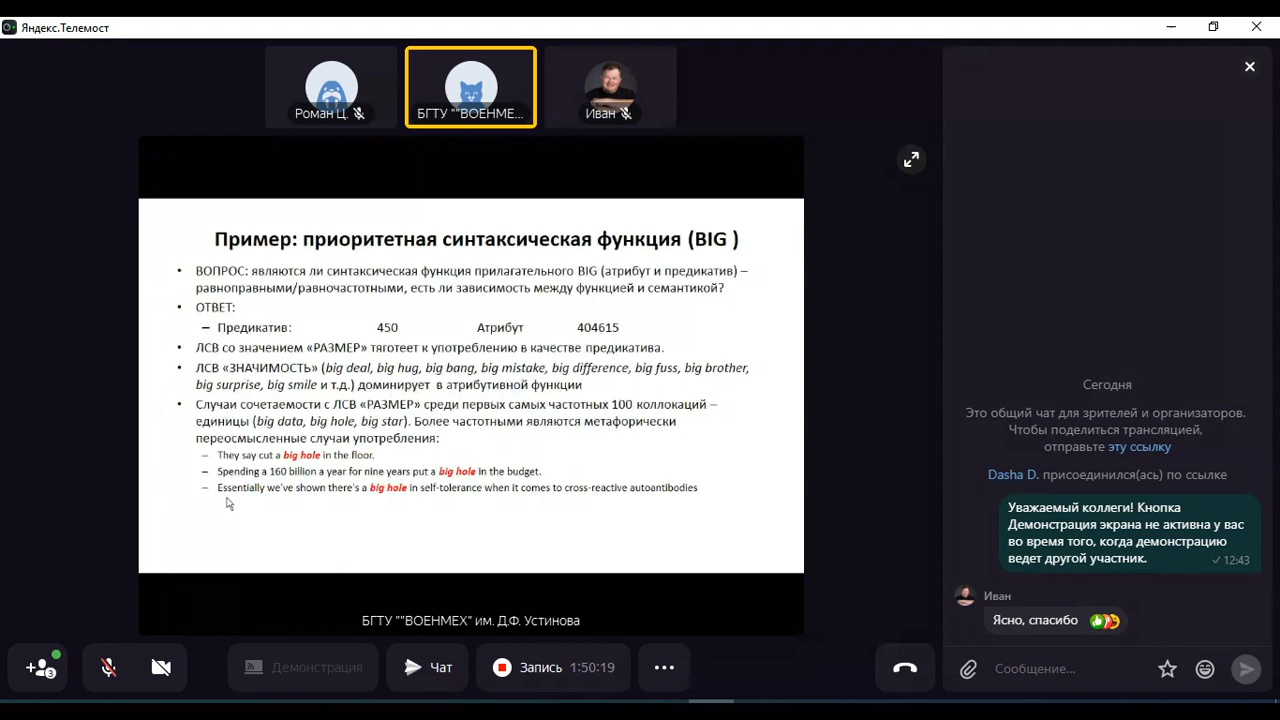 Яндекс.Телемост
Роман Ц.
БГТУ ""ВОЕНМЕ...
Иван
Пример: приоритетная синтаксическая функция (BIG )
• ВОПРОС: являются ли синтаксическая функция прилагательного BIG (атрибут и предикатив) –
равноправными/равночастотными, есть ли зависимость между функцией и семантикой?
• ОТВЕТ:
– Предикатив: 450 Атрибут 404615
• ЛСВ со значением «РАЗМЕР» тяготеет к употреблению в качестве предикатива.
• ЛСВ «ЗНАЧИМОСТЬ» (big deal, big hug, big bang, big mistake, big difference, big fuss, big brother,
big surprise, big smile и т.д.) доминирует в атрибутивной функции
• Случаи сочетаемости с ЛСВ «РАЗМЕР» среди первых самых частотных 100 коллокаций –
единицы (big data, big hole, big star). Более частотными являются метафорически
переосмысленные случаи употребления:
– They say cut a big hole in the floor.
– Spending a 160 billion a year for nine years put a big hole in the budget.
– Essentially we've shown there's a big hole in self-tolerance when it comes to cross-reactive autoantibodies
БГТУ ""ВОЕНМЕХ" им. Д.Ф. Устинова
Сегодня
Это общий чат для зрителей и организаторов.
Чтобы поделиться трансляцией,
отправьте эту ссылку
Dasha D. присоединился(ась) по ссылке
Уважаемый коллеги! Кнопка
Демонстрация экрана не активна у вас
во время того, когда демонстрацию
ведет другой участник.
12:43
Иван
Ясно, спасибо
3
Демонстрация
Чат
Запись 1:50:19
Сообщение...